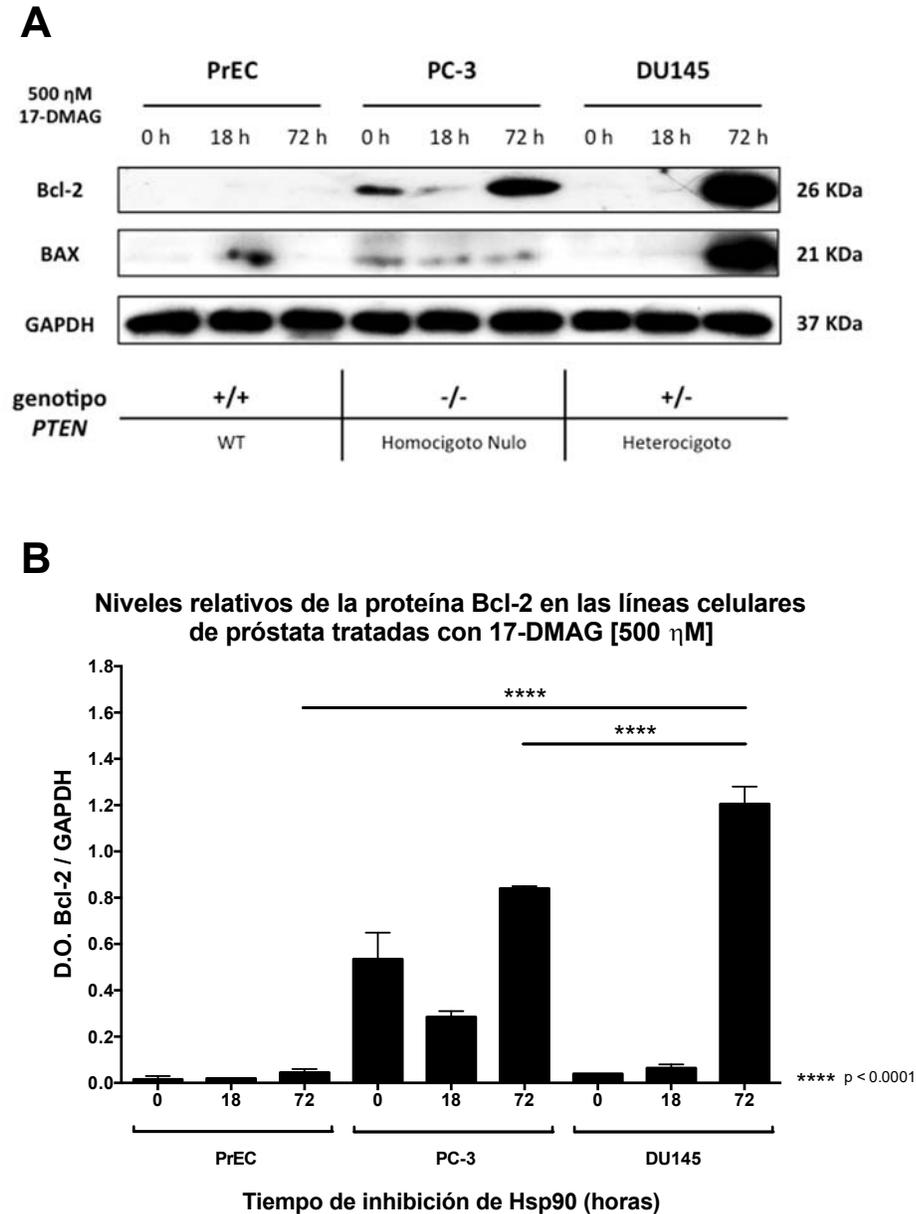 A
PrEC PC-3 DU145
500 ηM
17-DMAG
0 h 18 h 72 h 0 h 18 h 72 h 0 h 18 h 72 h
Bcl-2 26 KDa
BAX 21 KDa
GAPDH 37 KDa
genotipo
PTEN
+/+ -/- +/-
WT Homocigoto Nulo Heterocigoto
B
Niveles relativos de la proteína Bcl-2 en las líneas celulares
de próstata tratadas con 17-DMAG [500 ηM]
D.O. Bcl-2 / GAPDH
1.8
1.6
1.4
1.2
1.0
0.8
0.6
0.4
0.2
0.0
****
****
**** p < 0.0001
0 18 72 0 18 72 0 18 72
PrEC PC-3 DU145
Tiempo de inhibición de Hsp90 (horas)